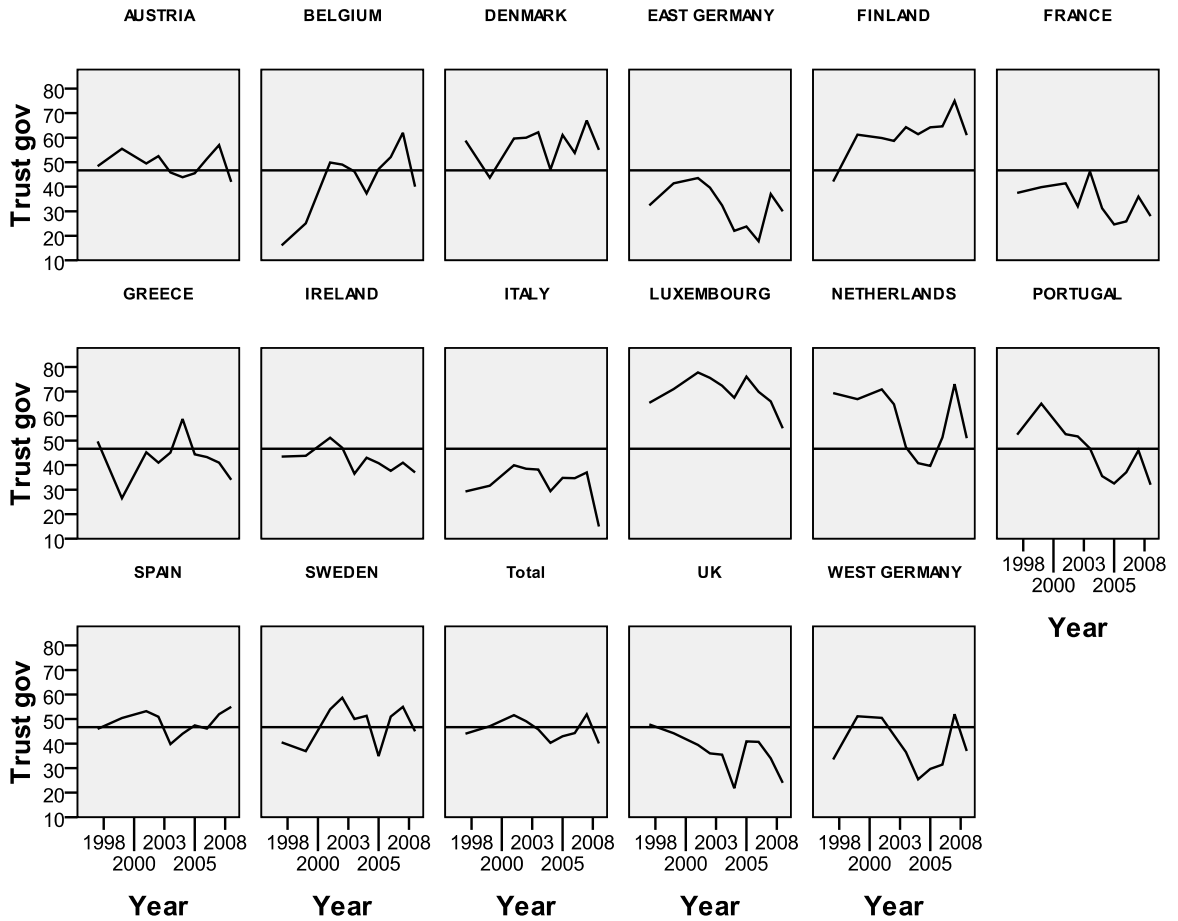 AUSTRIA BELGIUM DENMARK EAST GERMANY FINLAND FRANCE
Trust gov
80
70
60
50
40
30
20
10
GREECE IRELAND ITALY LUXEMBOURG NETHERLANDS PORTUGAL
Trust gov
80
70
60
50
40
30
20
10
1998 2003 2008
2000 2005
Year
SPAIN SWEDEN Total UK WEST GERMANY
Trust gov
80
70
60
50
40
30
20
10
1998 2003 2008 1998 2003 2008 1998 2003 2008 1998 2003 2008 1998 2003 2008
2000 2005 2000 2005 2000 2005 2000 2005 2000 2005
Year Year Year Year Year